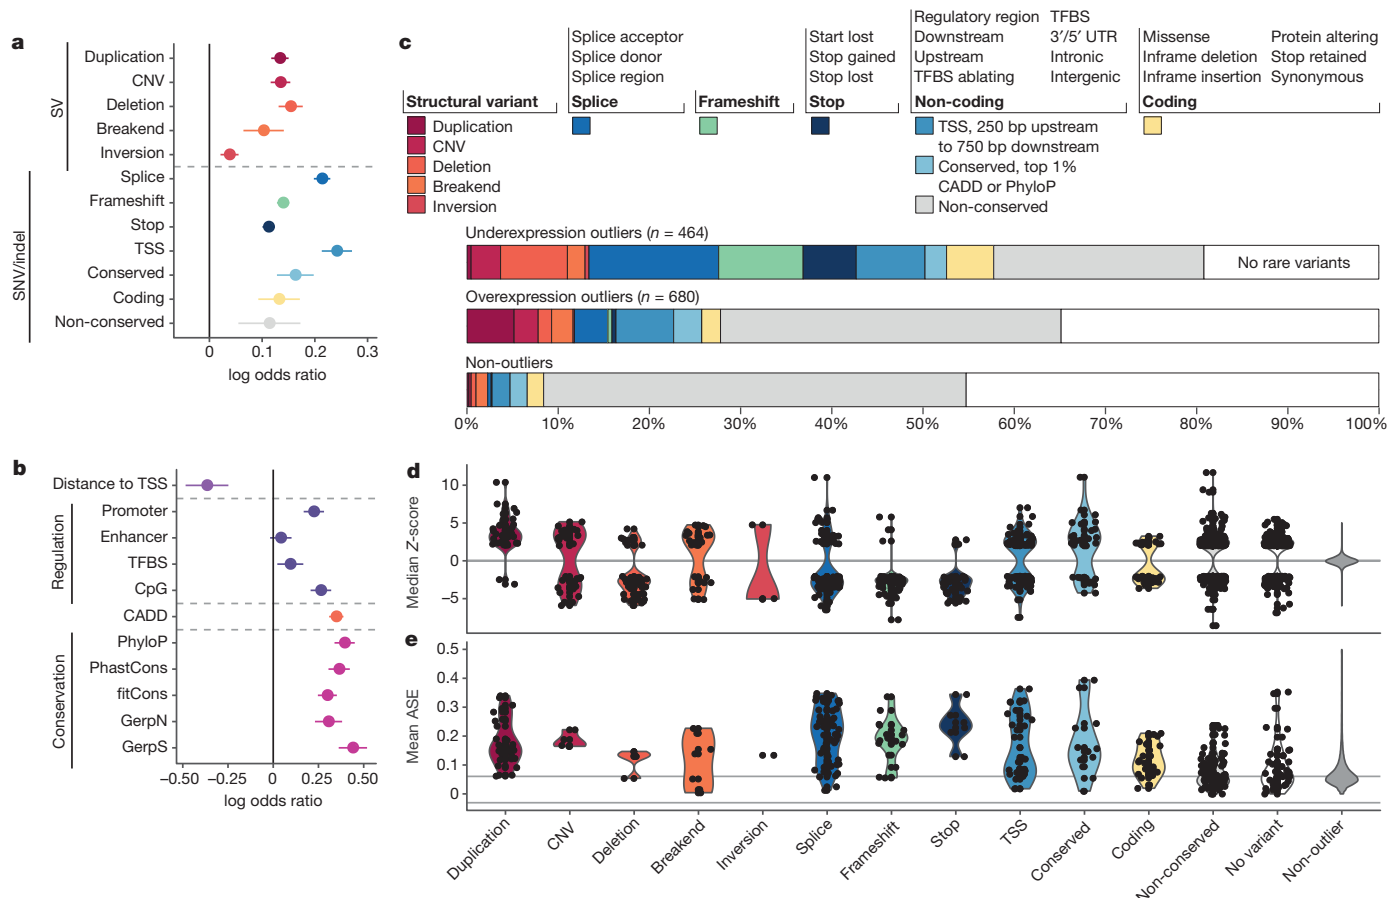 a
SV
Duplication
CNV
Deletion
Breakend
Inversion
SNV/indel
Splice
Frameshift
Stop
TSS
Conserved
Coding
Non-conserved
0 0.1 0.2 0.3
log odds ratio
b
Distance to TSS
Regulation
Promoter
Enhancer
TFBS
CpG
CADD
Conservation
PhyloP
PhastCons
fitCons
GerpN
GerpS
−0.50 −0.25 0 0.25 0.50
log odds ratio
c
Structural variant
Duplication
CNV
Deletion
Breakend
Inversion
Splice acceptor
Splice donor
Splice region
Splice
Frameshift
Start lost
Stop gained
Stop lost
Stop
Regulatory region TFBS
Downstream 3′/5′ UTR
Upstream Intronic
TFBS ablating Intergenic
Non-coding
TSS, 250 bp upstream
to 750 bp downstream
Conserved, top 1%
CADD or PhyloP
Non-conserved
Missense Protein altering
Inframe deletion Stop retained
Inframe insertion Synonymous
Coding
Underexpression outliers (n = 464)
No rare variants
Overexpression outliers (n = 680)
Non-outliers
0% 10% 20% 30% 40% 50% 60% 70% 80% 90% 100%
d
Median Z-score
10
5
0
−5
e
Mean ASE
0.5
0.4
0.3
0.2
0.1
0
Duplication
CNV
Deletion
Breakend
Inversion
Splice
Frameshift
Stop
TSS
Conserved
Coding
Non-conserved
No variant
Non-outlier